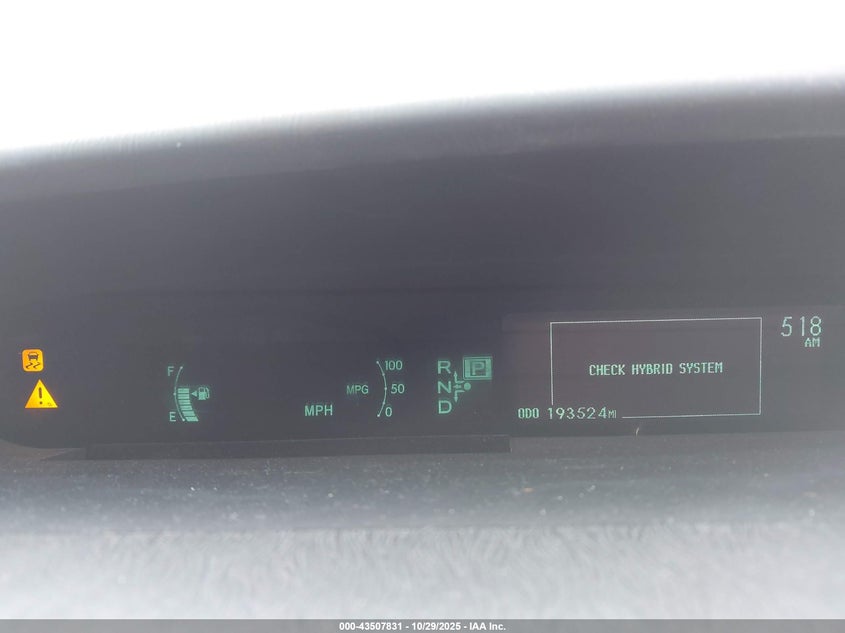 518
AM
F
E
MPH
MPG
100
50
0
R
N
D
P
CHECK HYBRID SYSTEM
ODO 193524 MI
000-43507831 - 10/29/2025 - IAA Inc.